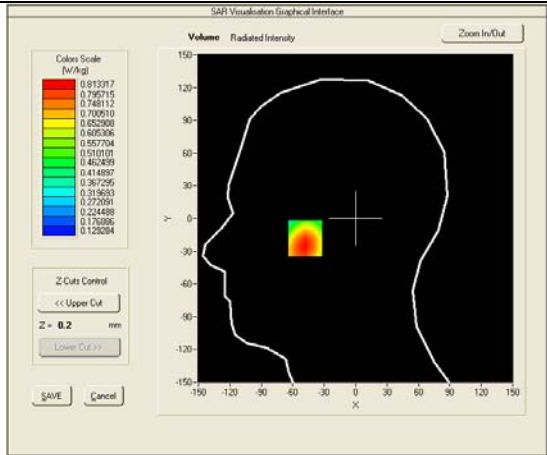 SAR Visualisation Graphical Interface
Volume Radiated Intensity
Zoom In/Out
Colors Scale
(W/kg)
0.813317
0.795715
0.748112
0.700510
0.652908
0.605306
0.557704
0.510101
0.462499
0.414897
0.367295
0.319693
0.272091
0.224488
0.176886
0.129284
Z Cuts Control
<< Upper Cut
Z = 0.2 mm
Lower Cut >>
SAVE Cancel
150
120
90
60
30
0
-30
-60
-90
-120
-150
Y
-150 -120 -90 -60 -30 0 30 60 90 120 150
X